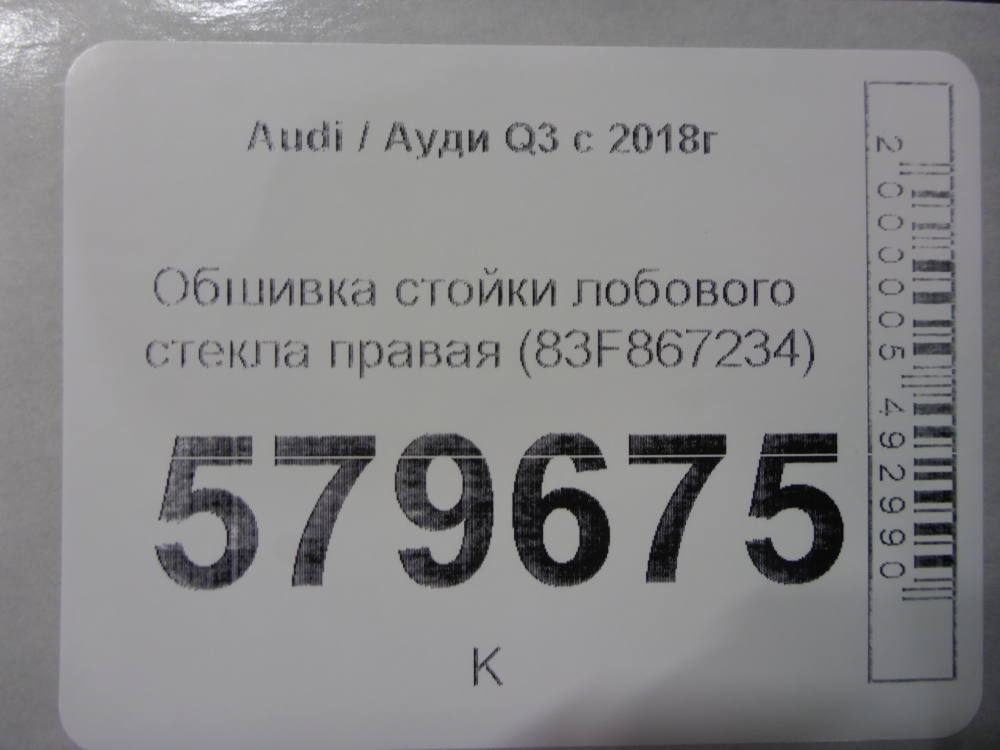 Audi / Ауди Q3 с 2018г
Обшивка стойки лобового
стекла правая (83F867234)
579675
К
2000005492990